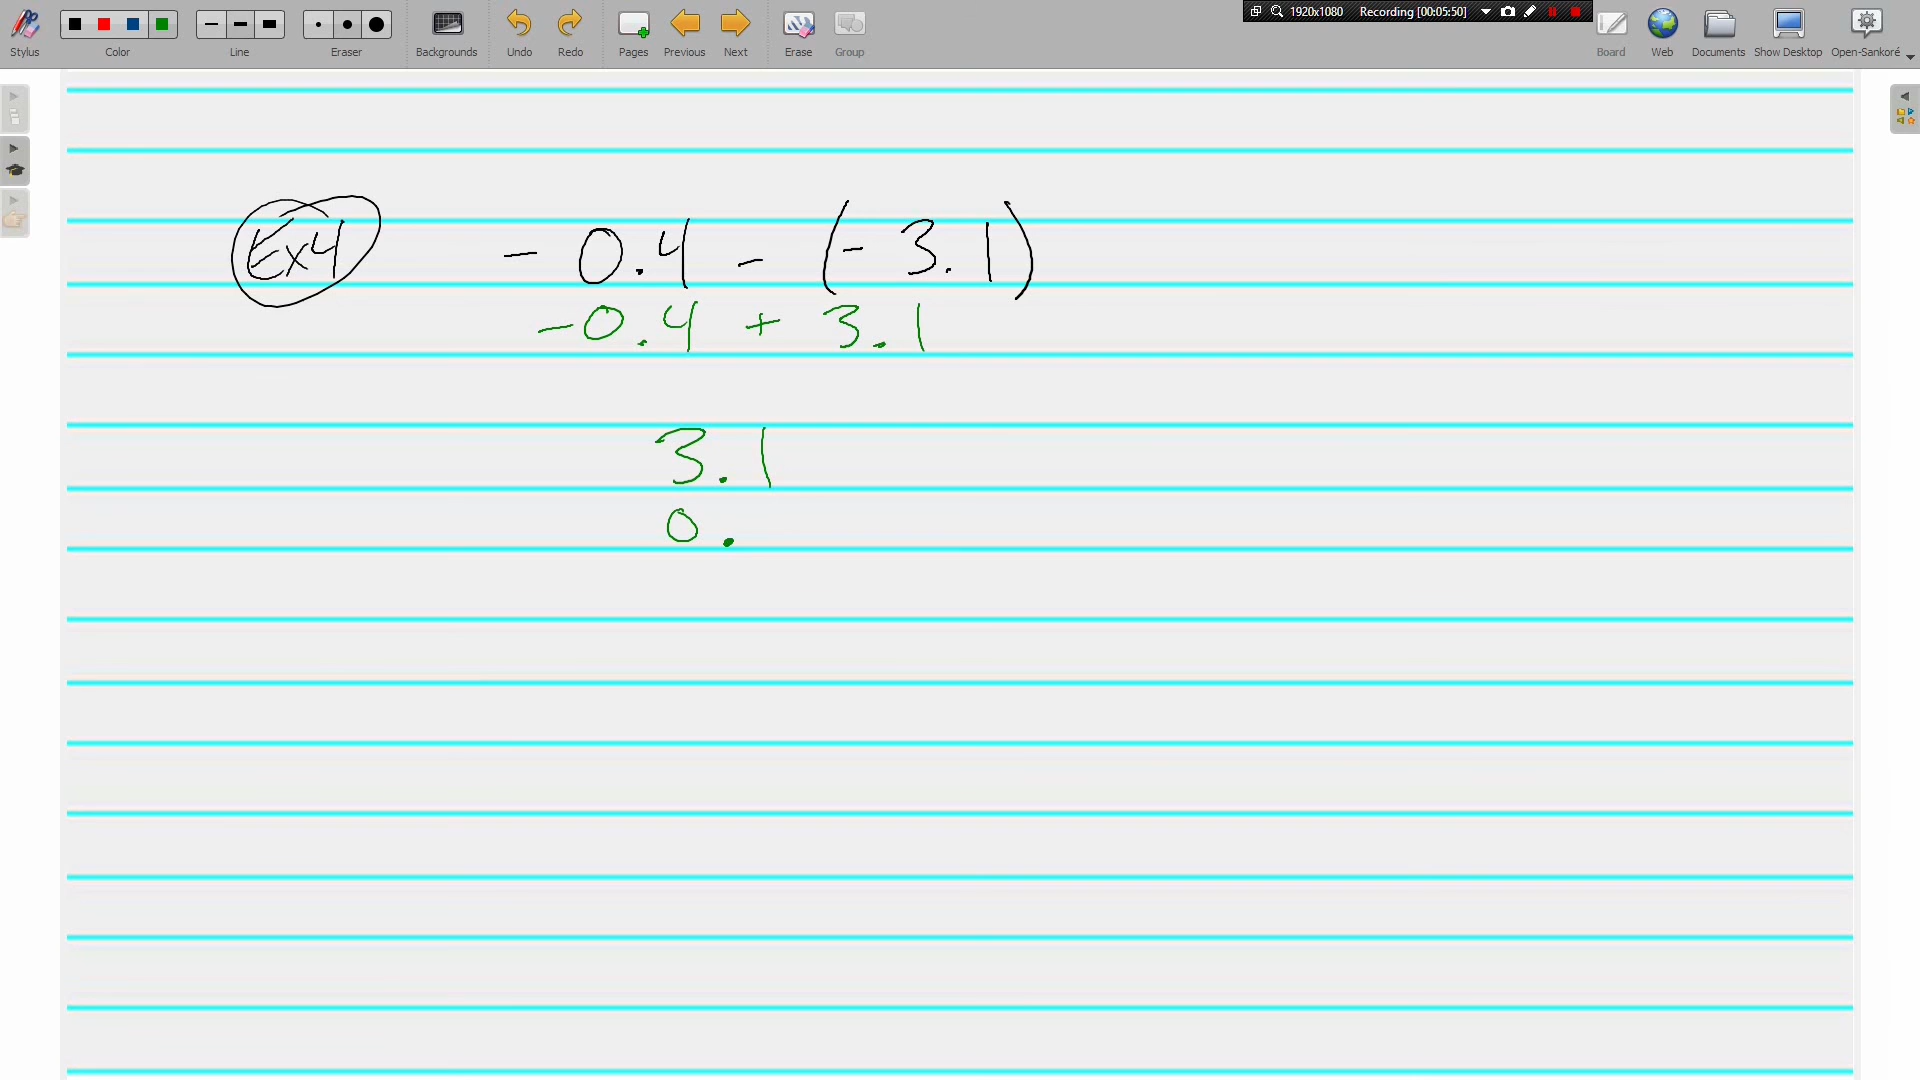 1920x1080 Recording [00:05:50]
Stylus Color Line Eraser Backgrounds Undo Redo Pages Previous Next Erase Group Board Web Documents Show Desktop Open-Sankoré
Ex4 - 0.4 - (- 3.1)
-0.4 + 3.1
3.1
0.